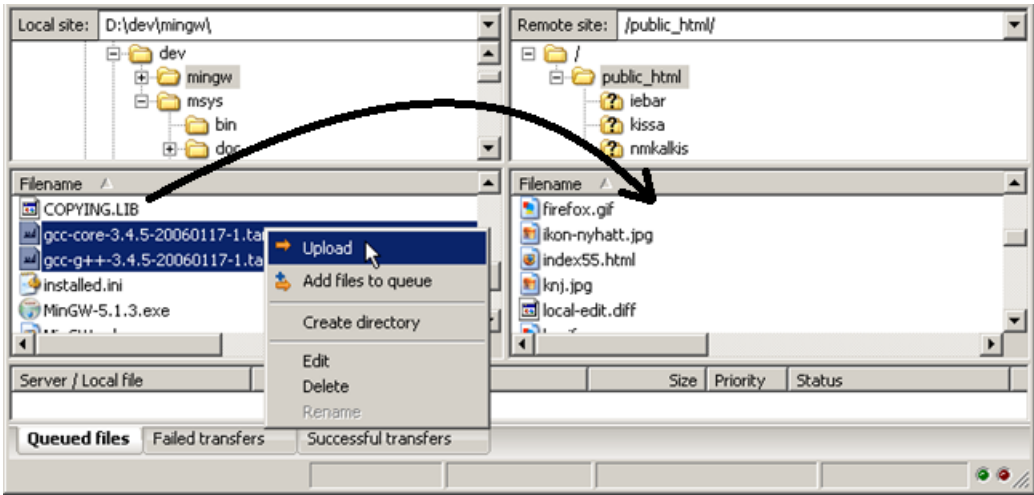 Local site: D:\dev\mingw\
dev
mingw
msys
bin
doc
Filename
COPYING.LIB
gcc-core-3.4.5-20060117-1.ta
gcc-g++-3.4.5-20060117-1.ta
installed.ini
MinGW-5.1.3.exe
Upload
Add files to queue
Create directory
Edit
Delete
Rename
Remote site: /public_html/
/
public_html
iebar
kissa
nmkalkis
Filename
firefox.gif
ikon-nyhatt.jpg
index55.html
knj.jpg
local-edit.diff
Server / Local file
Size Priority Status
Queued files Failed transfers Successful transfers